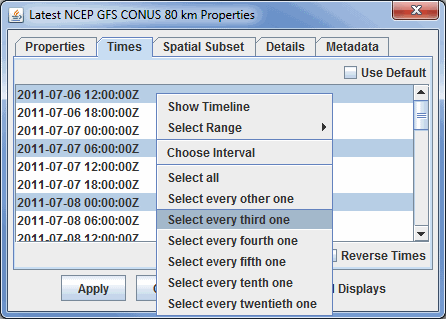 Latest NCEP GFS CONUS 80 km Properties
Properties Times Spatial Subset Details Metadata
Use Default
2011-07-06 12:00:00Z
2011-07-06 18:00:00Z
2011-07-07 00:00:00Z
2011-07-07 06:00:00Z
2011-07-07 12:00:00Z
2011-07-07 18:00:00Z
2011-07-08 00:00:00Z
2011-07-08 06:00:00Z
2011-07-08 12:00:00Z
Show Timeline
Select Range
Choose Interval
Select all
Select every other one
Select every third one
Select every fourth one
Select every fifth one
Select every tenth one
Select every twentieth one
Reverse Times
Apply Displays